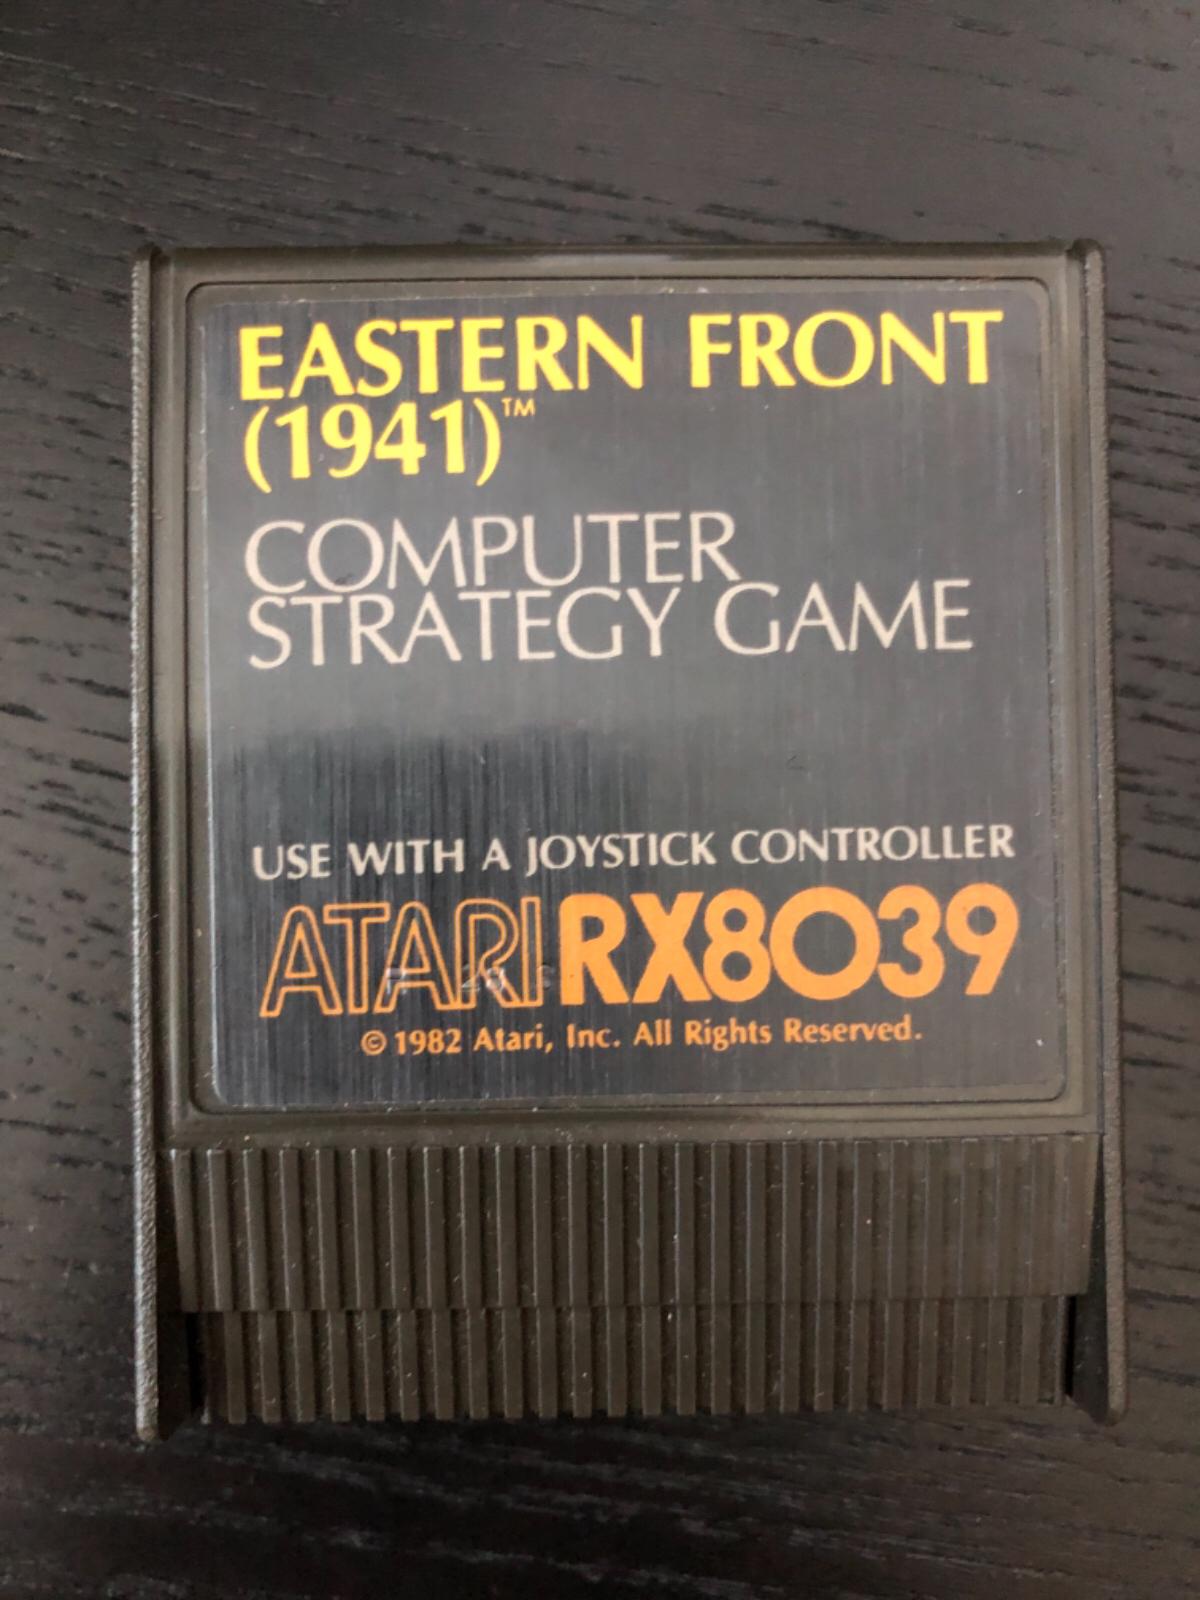 EASTERN FRONT
(1941)™
COMPUTER
STRATEGY GAME
USE WITH A JOYSTICK CONTROLLER
ATARI RX8039
© 1982 Atari, Inc. All Rights Reserved.